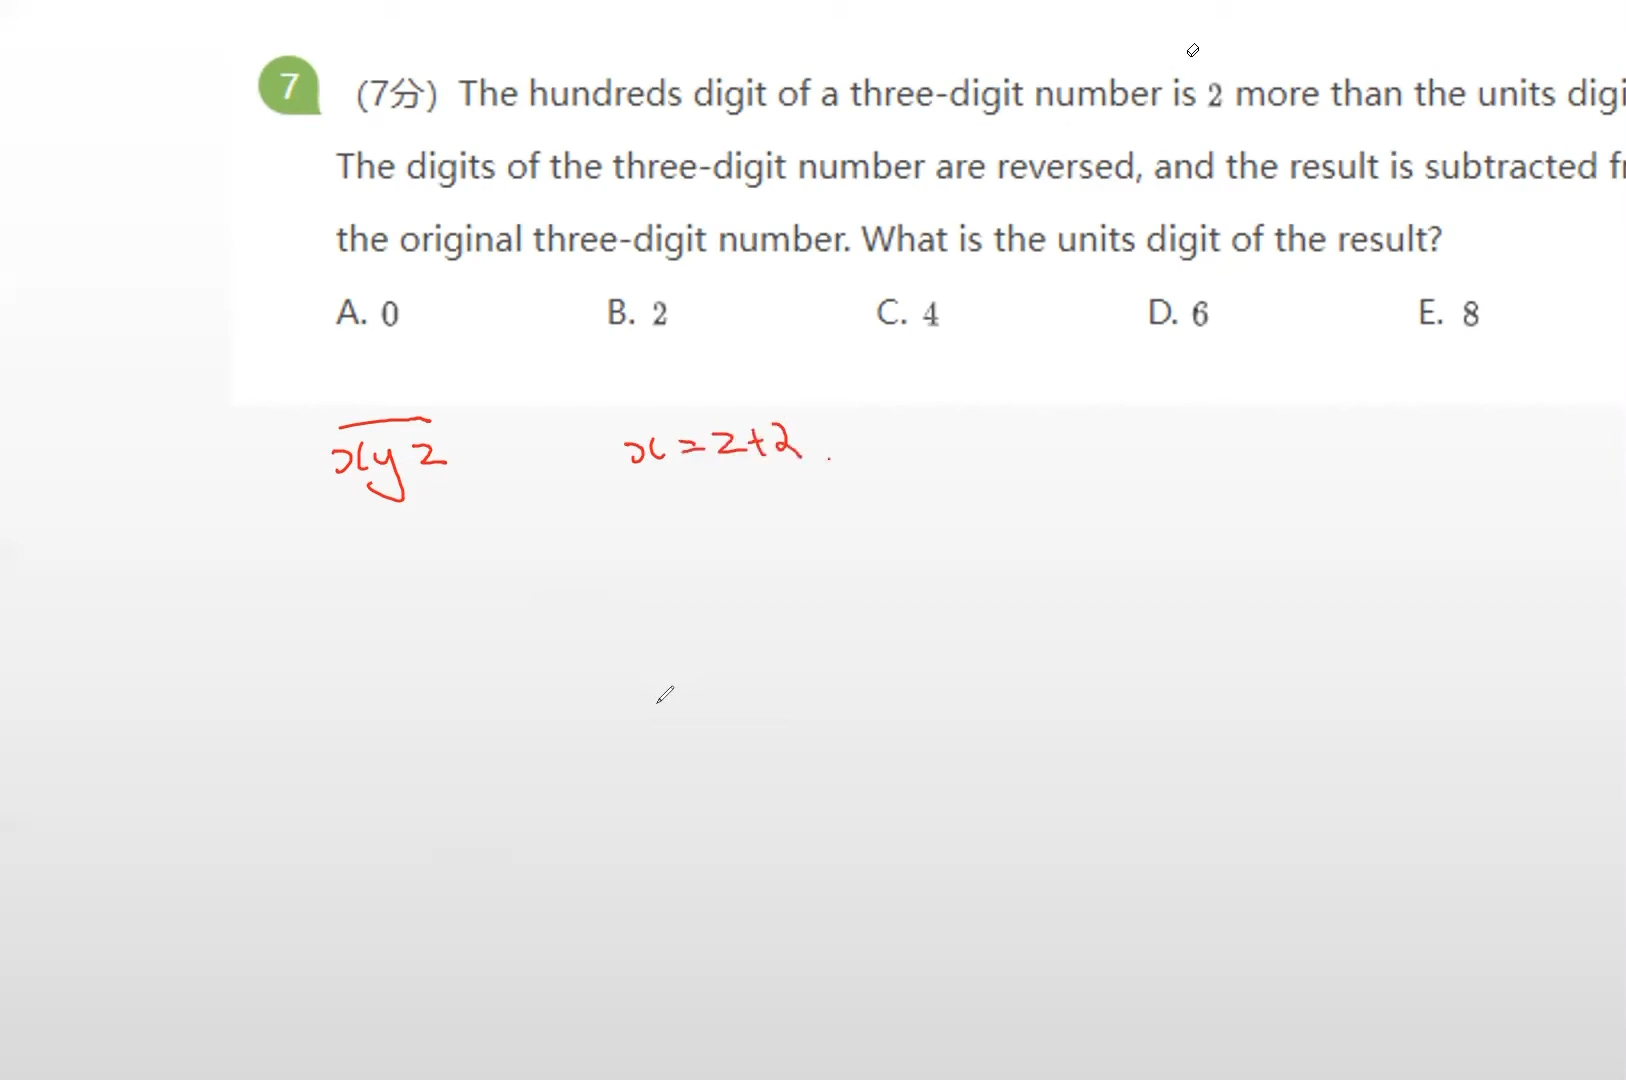 7 (7分) The hundreds digit of a three-digit number is 2 more than the units digi
The digits of the three-digit number are reversed, and the result is subtracted fr
the original three-digit number. What is the units digit of the result?
A. 0 B. 2 C. 4 D. 6 E. 8
xyz x=z+2.